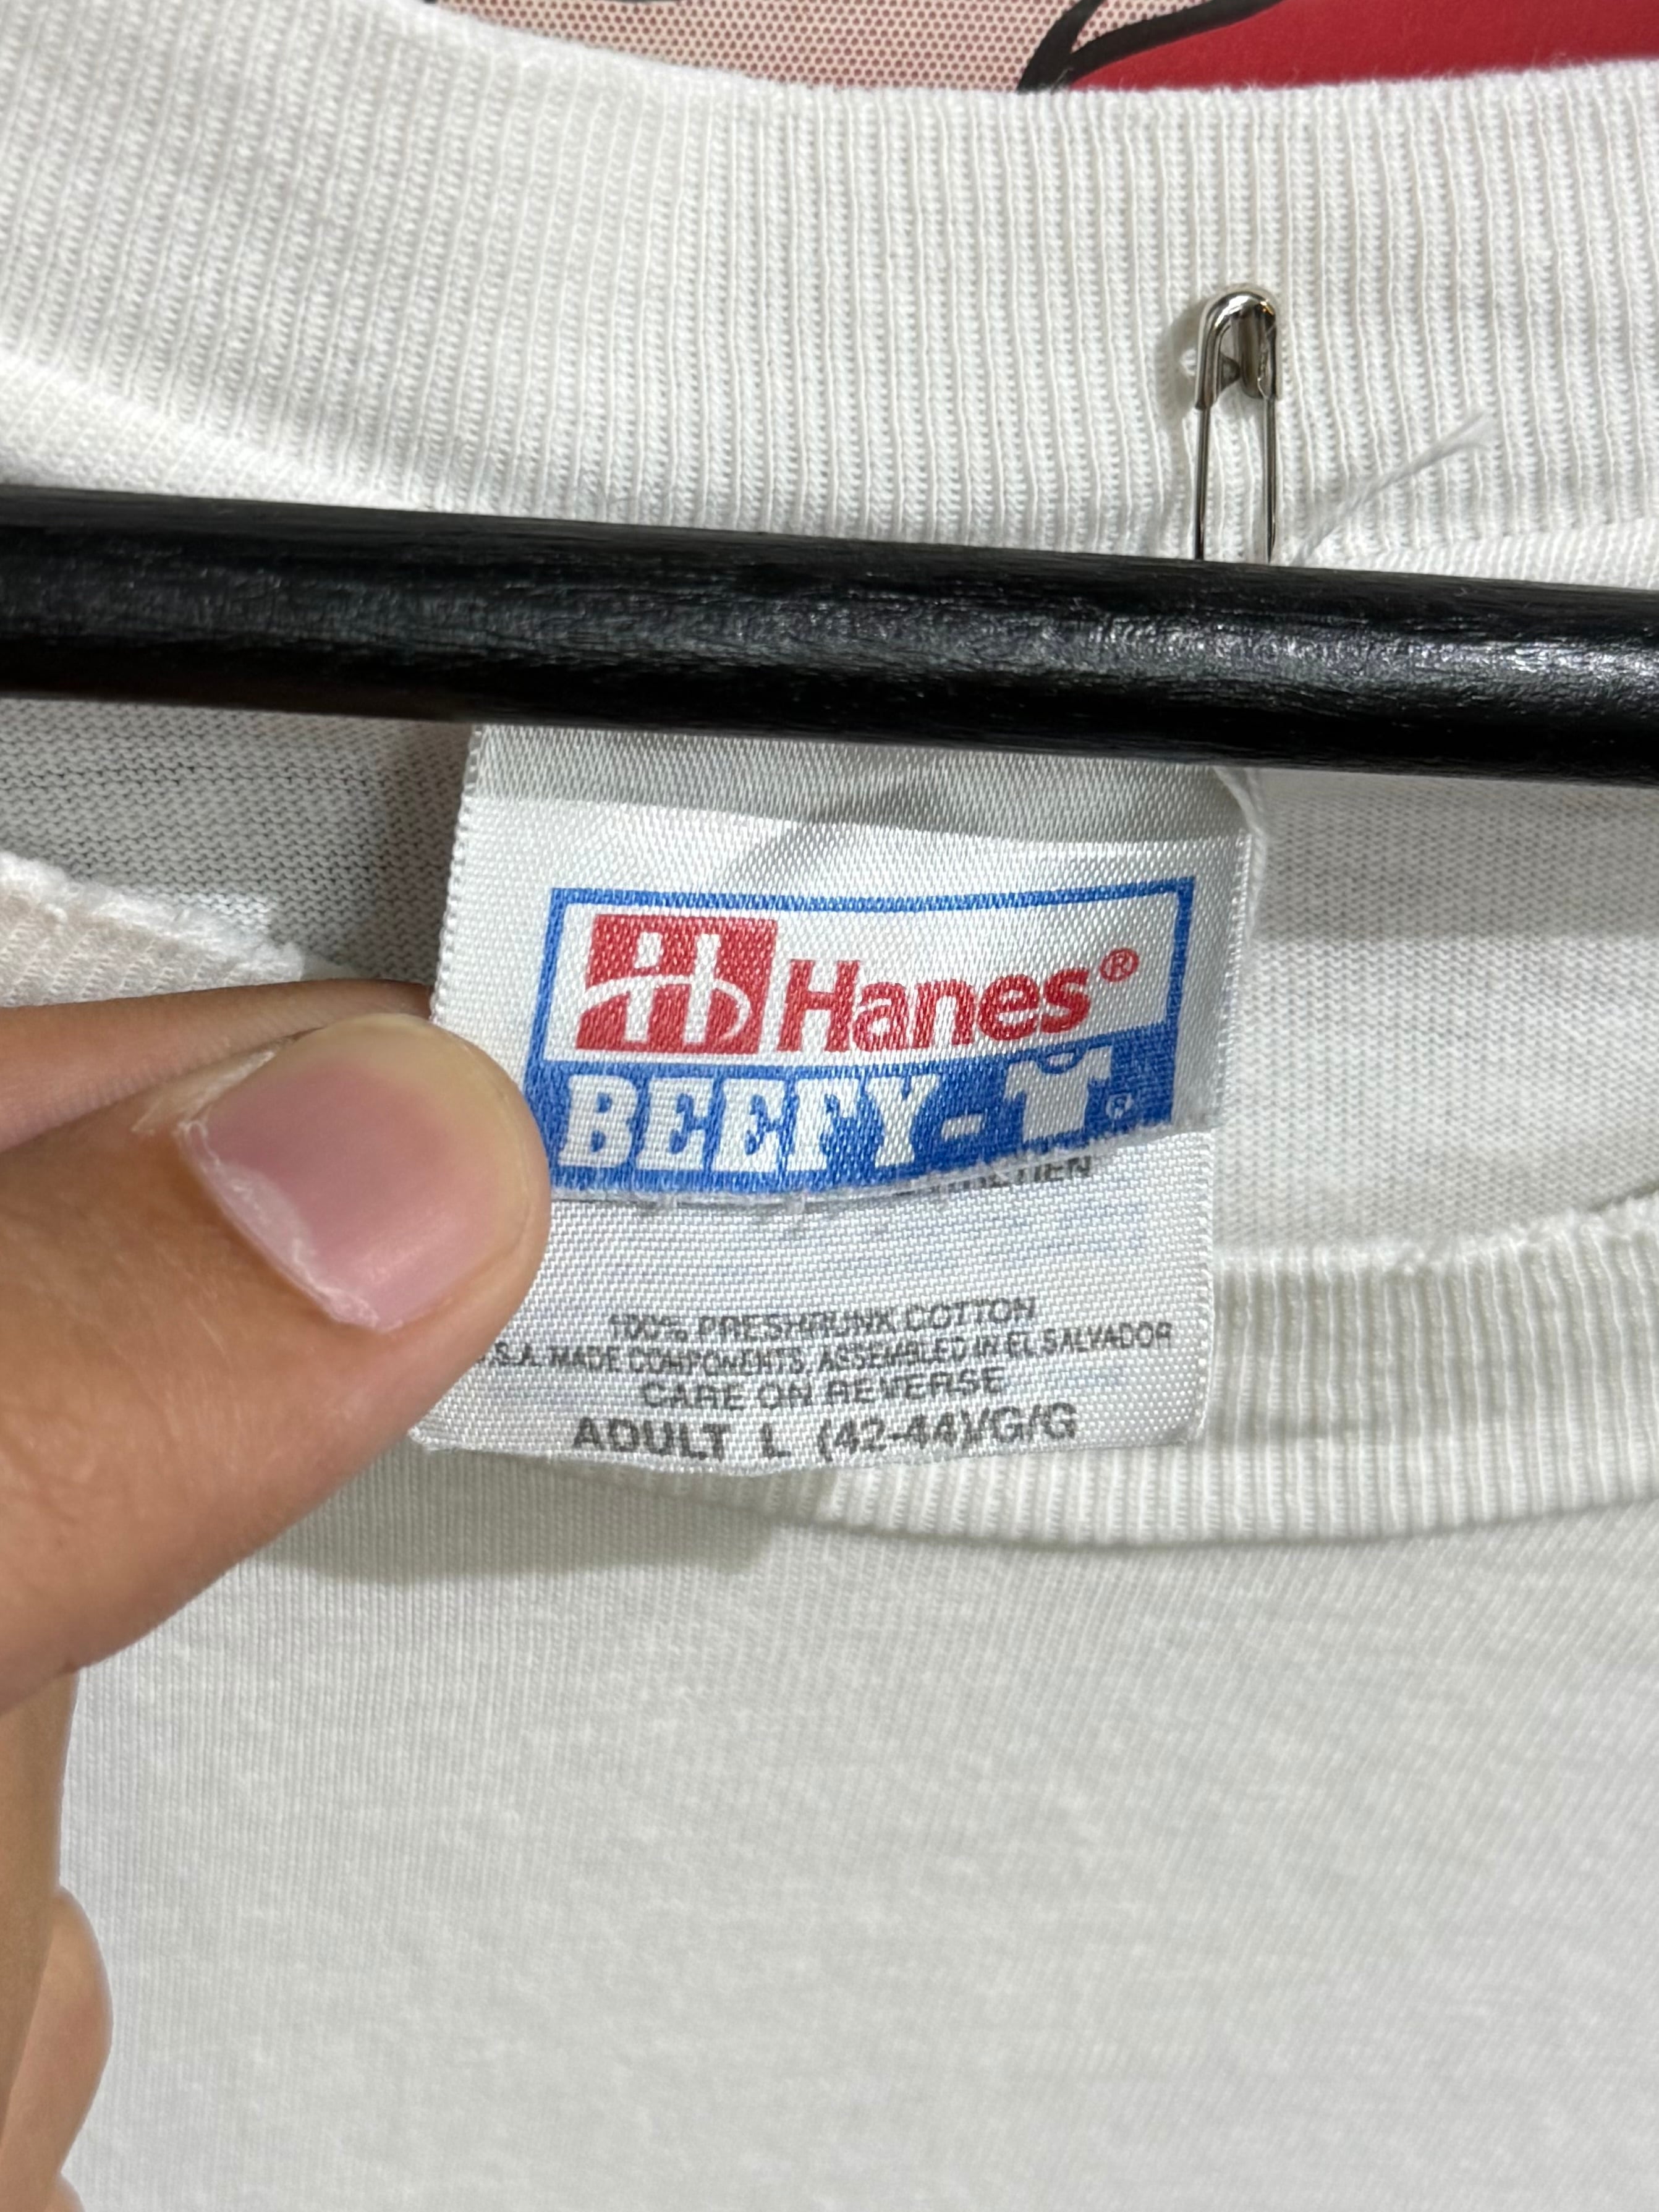 Hanes®
BEEFY-T®
100% PRESHRUNK COTTON
.S.A. MADE COMPONENTS, ASSEMBLED IN EL SALVADOR
CARE ON REVERSE
ADULT L (42-44)/G/G